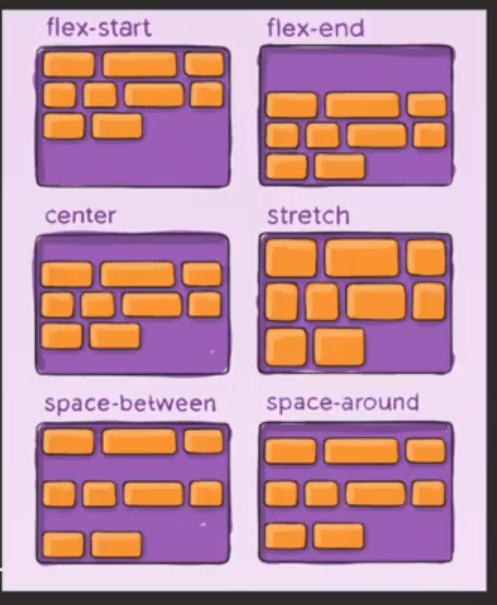 flex-start
flex-end
center
stretch
space-between
space-around